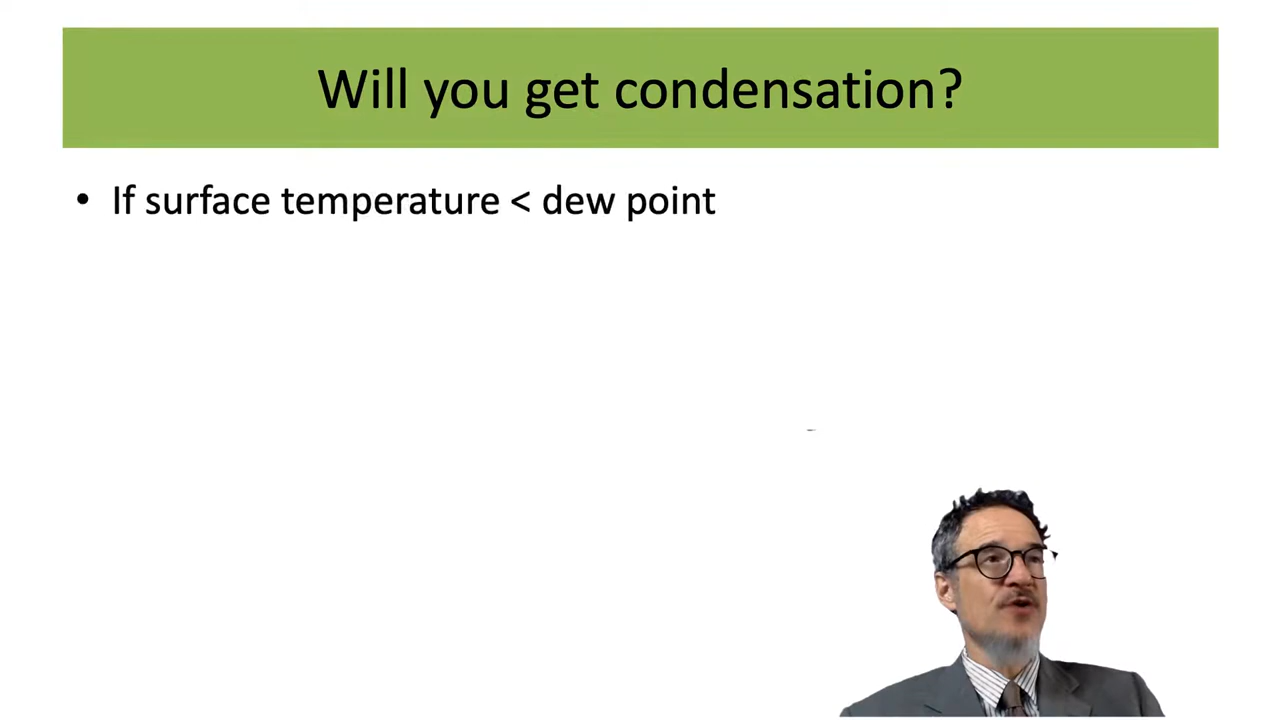 Will you get condensation?
• If surface temperature < dew point